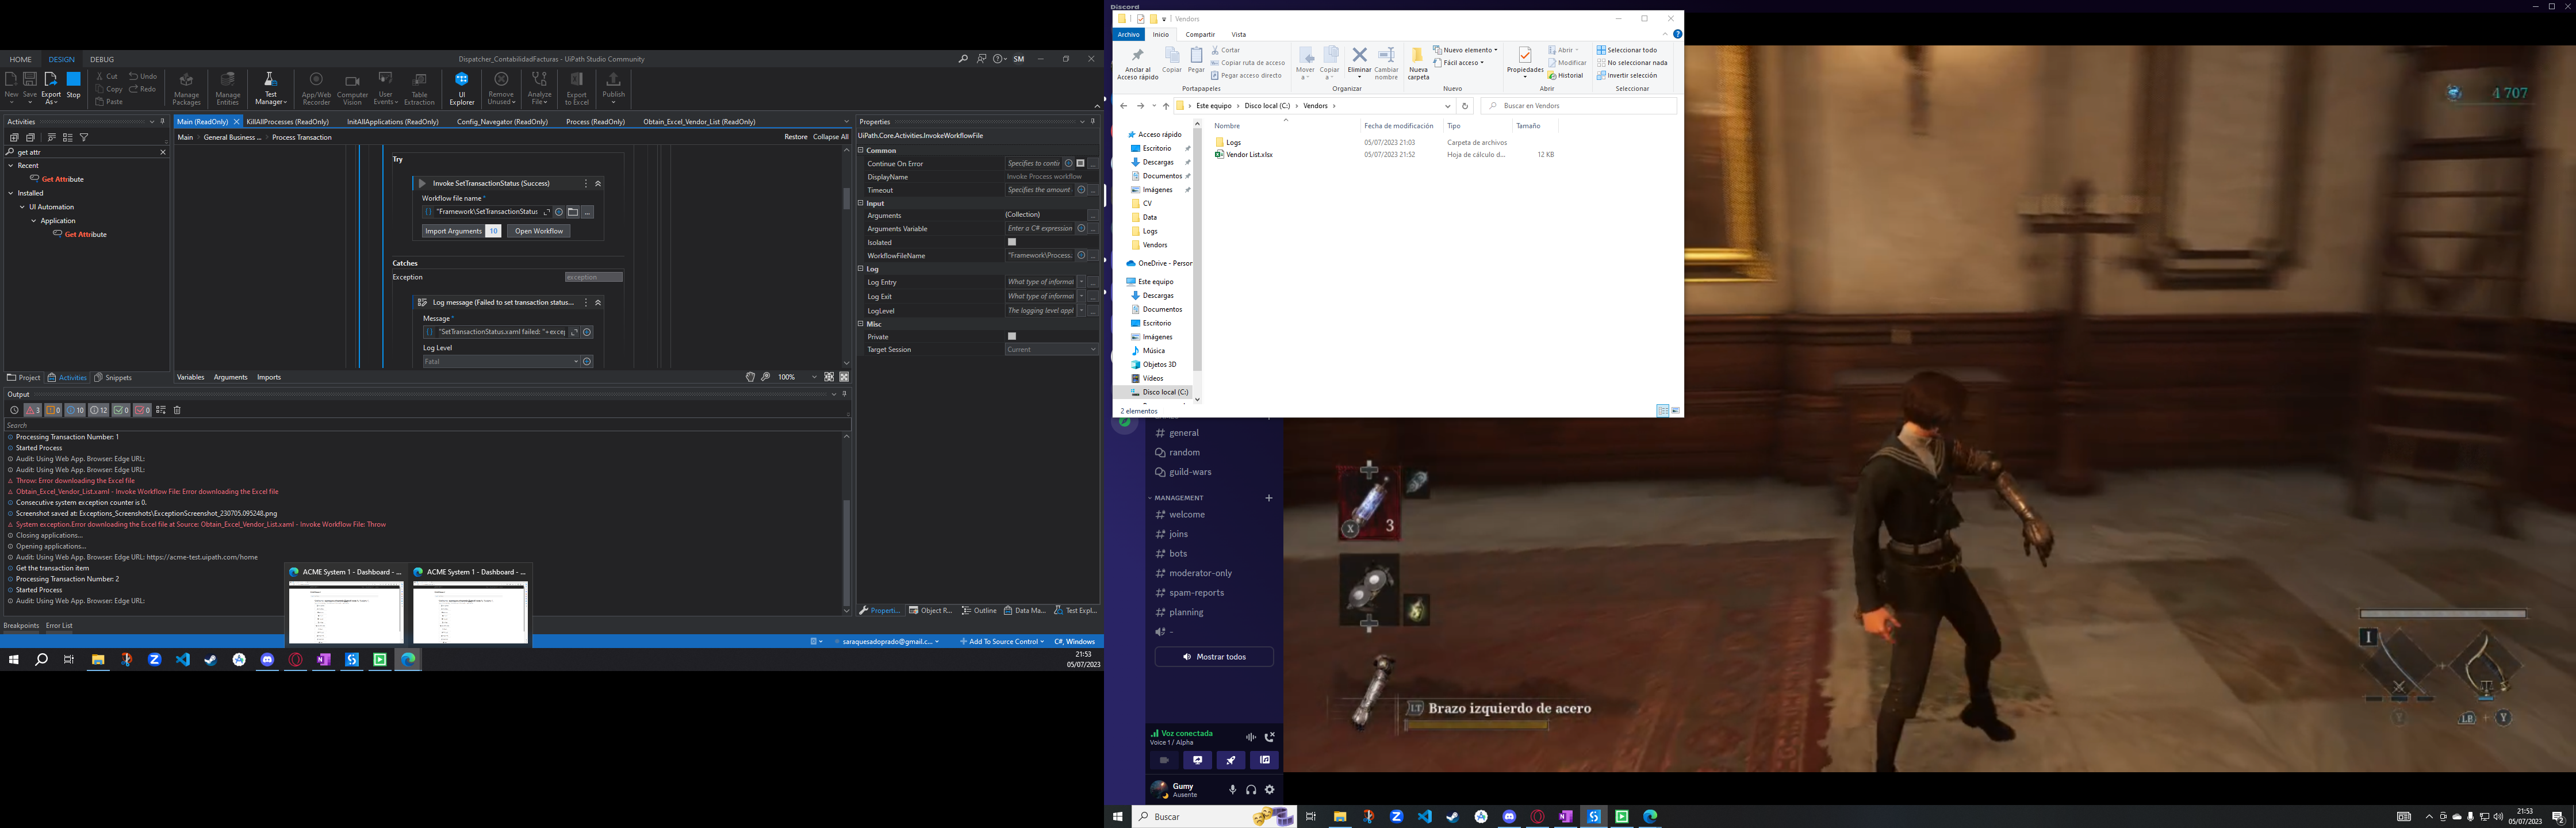 HOME DESIGN DEBUG
Dispatcher_ContabilidadFacturas - UiPath Studio Community
SM
New Save Export As Stop
Cut Undo
Copy Redo
Paste
Manage Packages
Manage Entities
Test Manager
App/Web Recorder
Computer Vision
User Events
Table Extraction
UI Explorer
Remove Unused
Analyze File
Export to Excel
Publish
Activities
get attr
Recent
Get Attribute
Installed
UI Automation
Application
Get Attribute
Project Activities Snippets
Main (ReadOnly) KillAllProcesses (ReadOnly) InitAllApplications (ReadOnly) Config_Navigator (ReadOnly) Process (ReadOnly) Obtain_Excel_Vendor_List (ReadOnly)
Main General Business ... Process Transaction
Restore Collapse All
Try
Invoke SetTransactionStatus (Success)
Workflow file name *
"Framework\SetTransactionStatus
Import Arguments 10 Open Workflow
Catches
Exception exception
Log message (Failed to set transaction status...
Message *
"SetTransactionStatus.xaml failed: "+excep
Log Level
Fatal
Variables Arguments Imports
100%
Properties
UiPath.Core.Activities.InvokeWorkflowFile
Common
Continue On Error Specifies to contin
DisplayName Invoke Process workflow
Timeout Specifies the amount
Input
Arguments (Collection)
Arguments Variable Enter a C# expression
Isolated
WorkflowFileName "Framework\Process.
Log
Log Entry What type of informat
Log Exit What type of informat
LogLevel The logging level appl
Misc
Private
Target Session Current
Properti... Object R... Outline Data Ma... Test Expl...
Output
3 0 10 12 0 0
Search
Processing Transaction Number: 1
Started Process
Audit: Using Web App. Browser: Edge URL:
Audit: Using Web App. Browser: Edge URL:
Throw: Error downloading the Excel file
Obtain_Excel_Vendor_List.xaml - Invoke Workflow File: Error downloading the Excel file
Consecutive system exception counter is 0.
Screenshot saved at: Exceptions_Screenshots\ExceptionScreenshot_230705.095248.png
System exception.Error downloading the Excel file at Source: Obtain_Excel_Vendor_List.xaml - Invoke Workflow File: Throw
Closing applications...
Opening applications...
Audit: Using Web App. Browser: Edge URL: https://acme-test.uipath.com/home
Get the transaction item
Processing Transaction Number: 2
Started Process
Audit: Using Web App. Browser: Edge URL:
ACME System 1 - Dashboard - ...
ACME System 1 - Dashboard - ...
Breakpoints Error List
saraquesadoprado@gmail.c... Add To Source Control C#, Windows
21:53
05/07/2023
Discord
Vendors
Archivo Inicio Compartir Vista
Anclar al Acceso rápido
Copiar
Pegar
Cortar
Copiar ruta de acceso
Pegar acceso directo
Portapapeles
Mover a
Copiar a
Eliminar
Cambiar nombre
Organizar
Nueva carpeta
Nuevo elemento
Fácil acceso
Nuevo
Propiedades
Abrir
Modificar
Historial
Abrir
Seleccionar todo
No seleccionar nada
Invertir selección
Seleccionar
Este equipo Disco local (C:) Vendors
Buscar en Vendors
Nombre Fecha de modificación Tipo Tamaño
Logs 05/07/2023 21:03 Carpeta de archivos
Vendor List.xlsx 05/07/2023 21:52 Hoja de cálculo d... 12 KB
Acceso rápido
Escritorio
Descargas
Documentos
Imágenes
CV
Data
Logs
Vendors
OneDrive - Person
Este equipo
Descargas
Documentos
Escritorio
Imágenes
Música
Objetos 3D
Vídeos
Disco local (C:)
2 elementos
general
random
guild-wars
MANAGEMENT
welcome
joins
bots
moderator-only
spam-reports
planning
-
Mostrar todos
Voz conectada
Voice 1 / Alpha
Gumy
Ausente
4 707
X 3
LT Brazo izquierdo de acero
I
Y
LB + Y
Buscar
21:53
05/07/2023
2